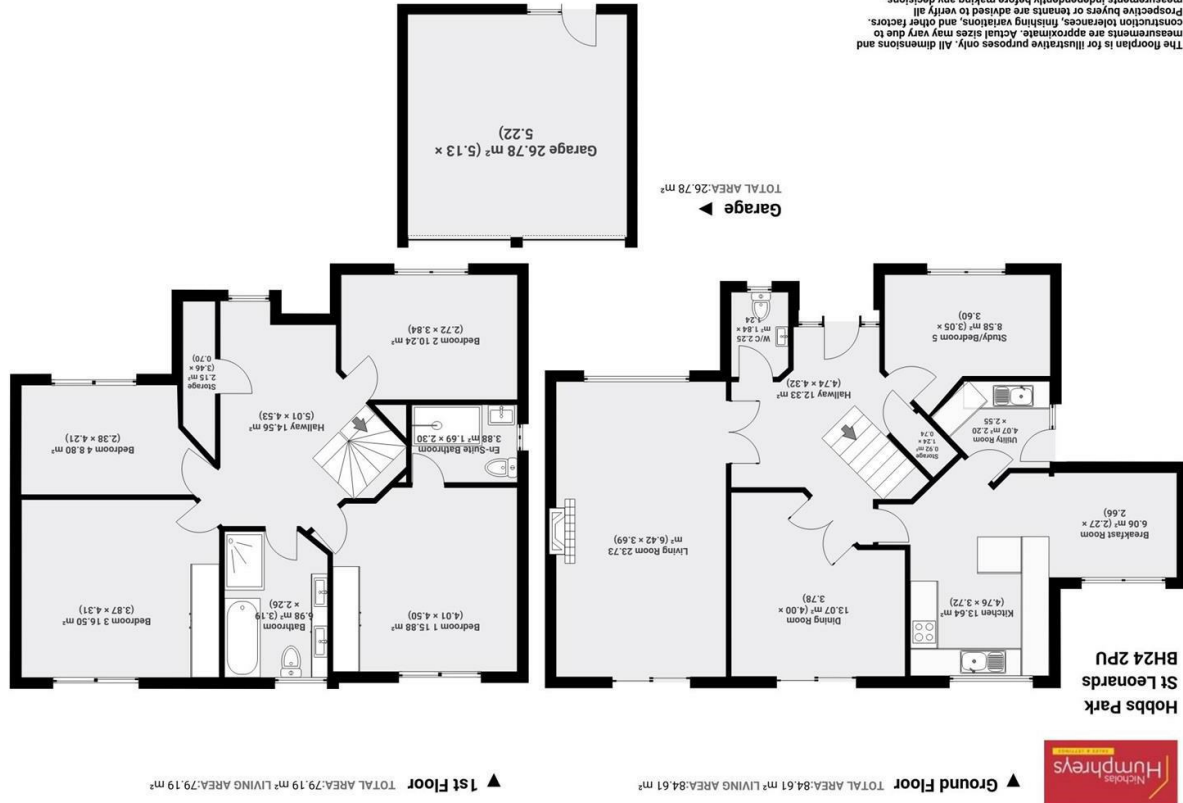 Nicholas
Humphreys
SALES & LETTINGS
▼ Ground Floor TOTAL AREA:84.61 m² LIVING AREA:84.61 m²
▼ 1st Floor TOTAL AREA:79.19 m² LIVING AREA:79.19 m²
Hobbs Park
St Leonards
BH24 2PU
Kitchen 13.64 m²
(4.76 × 3.72)
Dining Room
13.07 m² (4.00 ×
3.78)
Breakfast Room
6.06 m² (2.27 ×
2.66)
Living Room 23.73
m² (6.42 × 3.69)
Utility Room
4.07 m² 2.20
× 2.55
Storage
0.92 m²
1.24 ×
0.74
Hallway 12.33 m²
(4.74 × 4.32)
Study/Bedroom 5
8.58 m² (3.05 ×
3.60)
W/C 2.25
m² 1.84 ×
1.24
Bedroom 1 15.88 m²
(4.01 × 4.50)
Bathroom
6.98 m² (3.19
× 2.26)
Bedroom 3 16.50 m²
(3.87 × 4.31)
En-Suite Bathroom
3.88 m² 1.69 × 2.30
Hallway 14.56 m²
(5.01 × 4.53)
Bedroom 4 8.80 m²
(2.38 × 4.21)
Storage
2.15 m²
(3.46 ×
0.70)
Bedroom 2 10.24 m²
(2.72 × 3.84)
Garage ▶
TOTAL AREA:26.78 m²
Garage 26.78 m² (5.13 ×
5.22)
The floorplan is for illustrative purposes only. All dimensions and
measurements are approximate. Actual sizes may vary due to
construction tolerances, finishing variations, and other factors.
Prospective buyers or tenants are advised to verify all
measurements independently before making any decisions